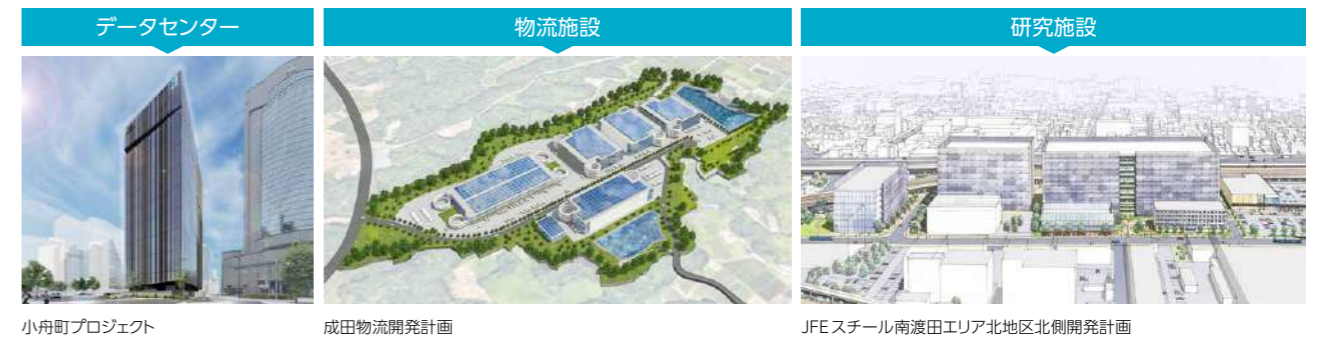 データセンター
物流施設
研究施設
小舟町プロジェクト
成田物流開発計画
JFEスチール南渡田エリア北地区北側開発計画